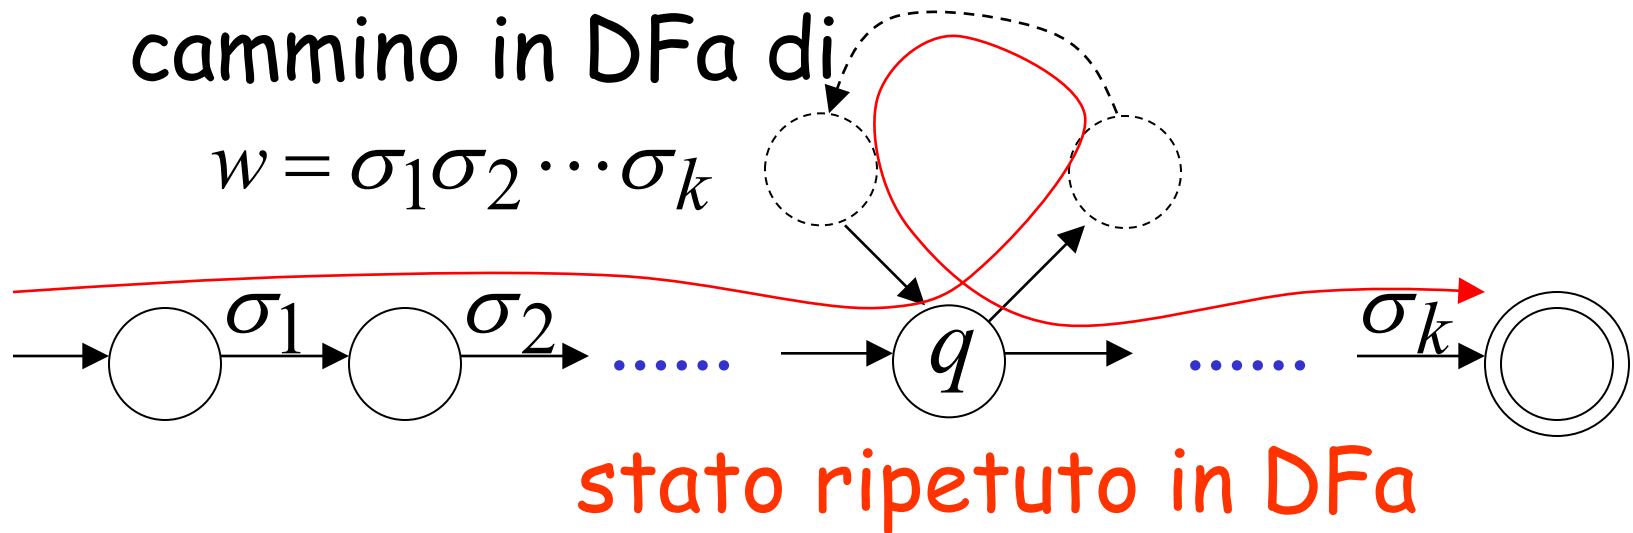 cammino in DFa di
w = σ₁σ₂⋯σₖ
σ₁ σ₂ ...... q ...... σₖ
stato ripetuto in DFa